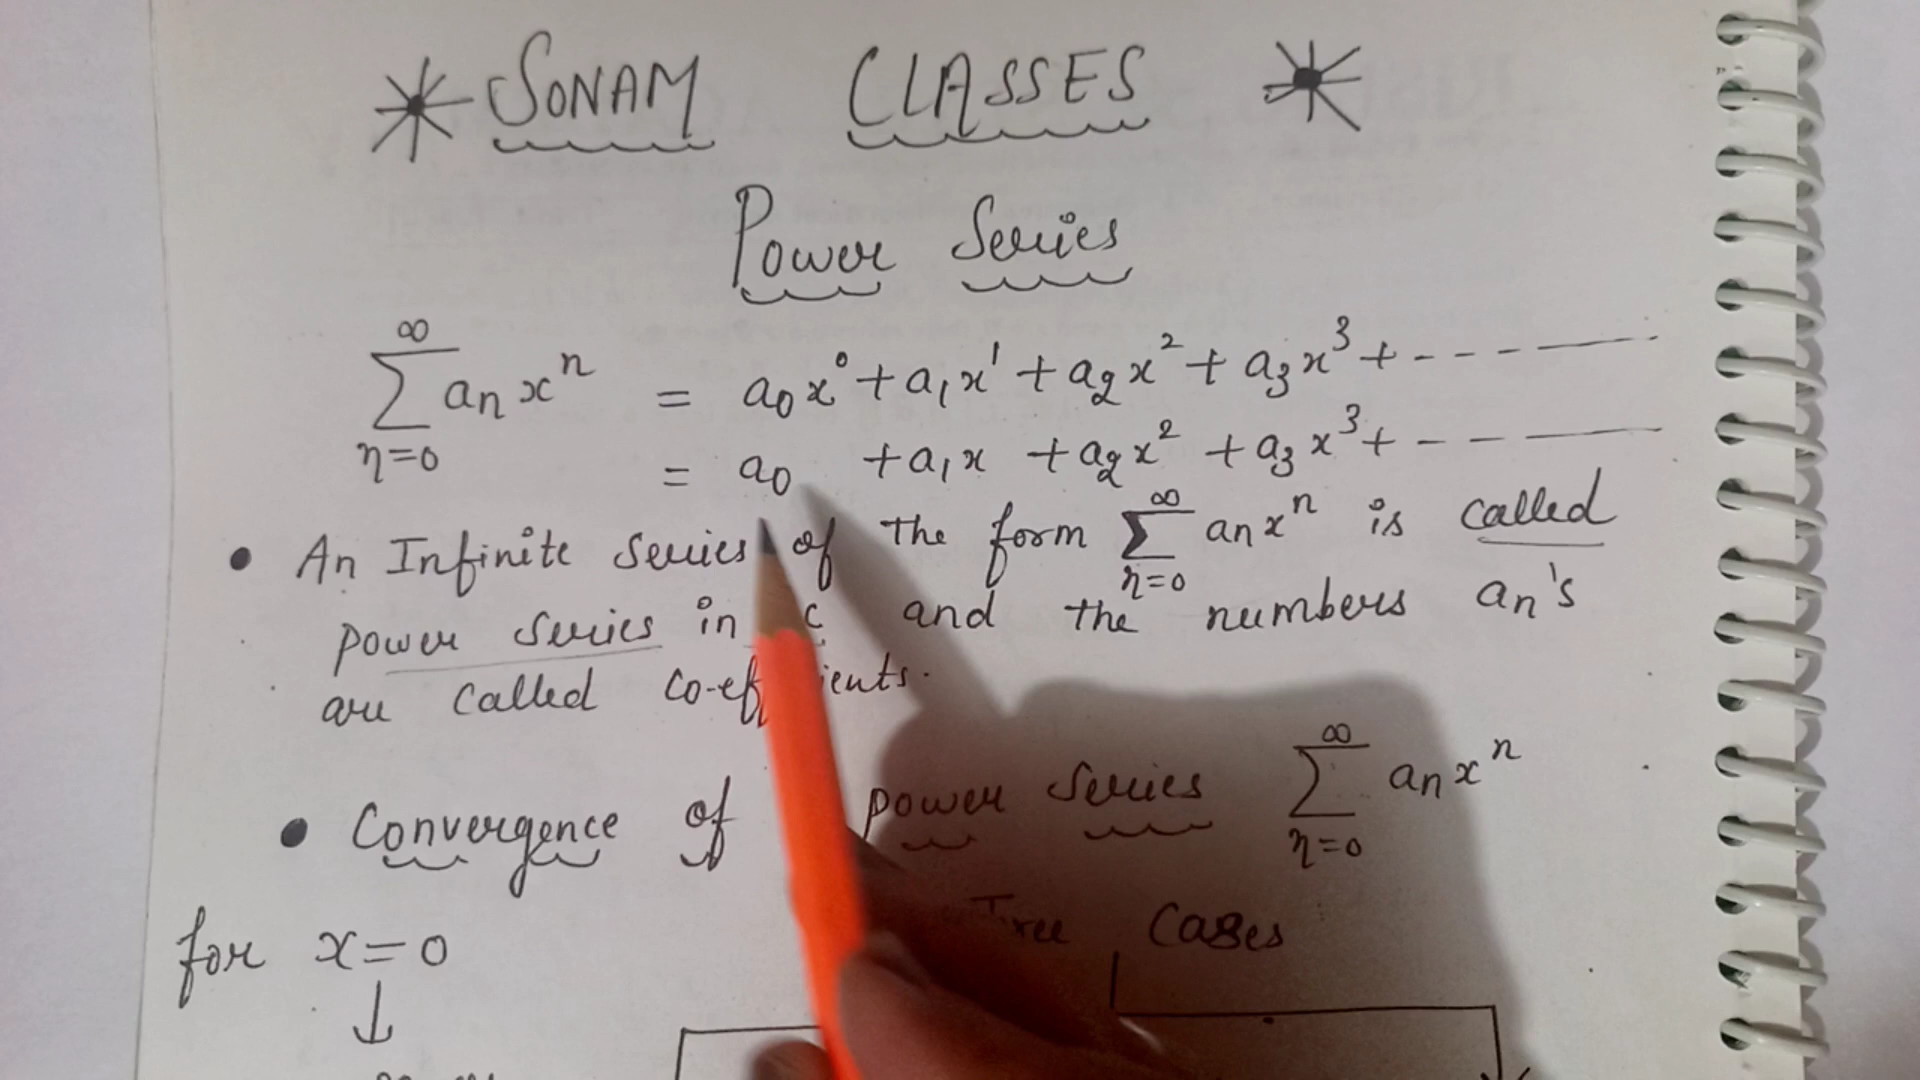 SONAM CLASSES
Power Series
∞
∑ aₙxⁿ = a₀x⁰ + a₁x¹ + a₂x² + a₃x³ + - - - -
n=0
= a₀ + a₁x + a₂x² + a₃x³ + - - - -
• An Infinite Series of the form ∑_{n=0}^{∞} aₙxⁿ is called
power series in and the numbers aₙ's
are called
• Convergence of power series ∑_{n=0}^{∞} aₙxⁿ
Cases
for x=0
↓